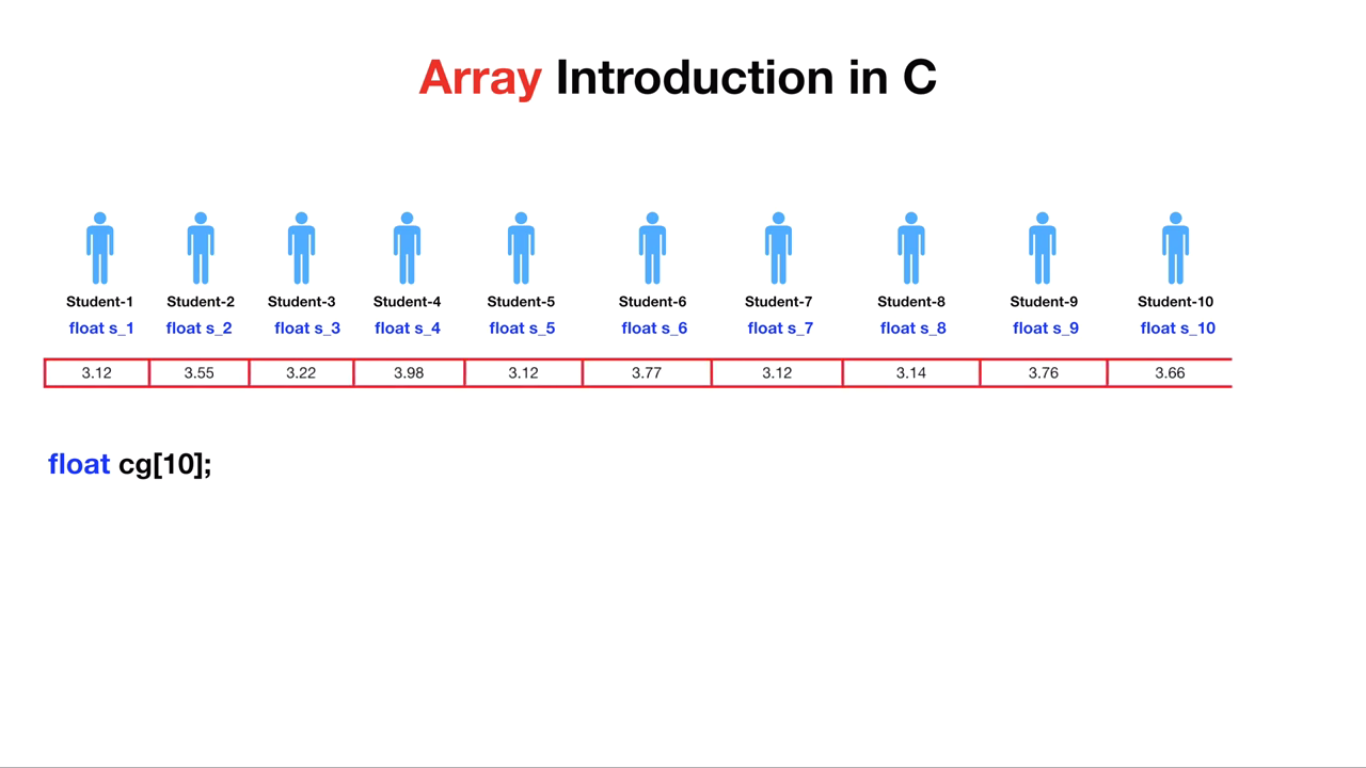 Array Introduction in C
Student-1 Student-2 Student-3 Student-4 Student-5 Student-6 Student-7 Student-8 Student-9 Student-10
float s_1 float s_2 float s_3 float s_4 float s_5 float s_6 float s_7 float s_8 float s_9 float s_10
3.12 3.55 3.22 3.98 3.12 3.77 3.12 3.14 3.76 3.66
float cg[10];